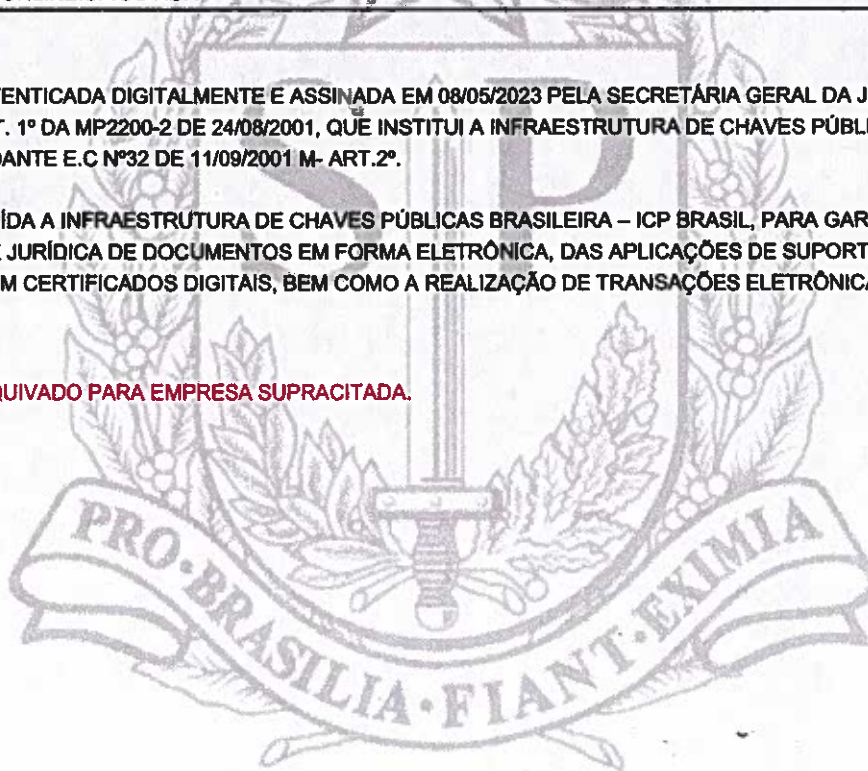 TENTICADA DIGITALMENTE E ASSINADA EM 08/05/2023 PELA SECRETÁRIA GERAL DA J
T. 1º DA MP2200-2 DE 24/08/2001, QUE INSTITUI A INFRAESTRUTURA DE CHAVES PÚBL
DANTE E.C Nº32 DE 11/09/2001 M- ART.2º.
ÍDA A INFRAESTRUTURA DE CHAVES PÚBLICAS BRASILEIRA – ICP BRASIL, PARA GAR
E JURÍDICA DE DOCUMENTOS EM FORMA ELETRÔNICA, DAS APLICAÇÕES DE SUPORT
M CERTIFICADOS DIGITAIS, BEM COMO A REALIZAÇÃO DE TRANSAÇÕES ELETRÔNICA
QUIVADO PARA EMPRESA SUPRACITADA.
SP
PRO·BRASILIA·FIANT·EXIMIA